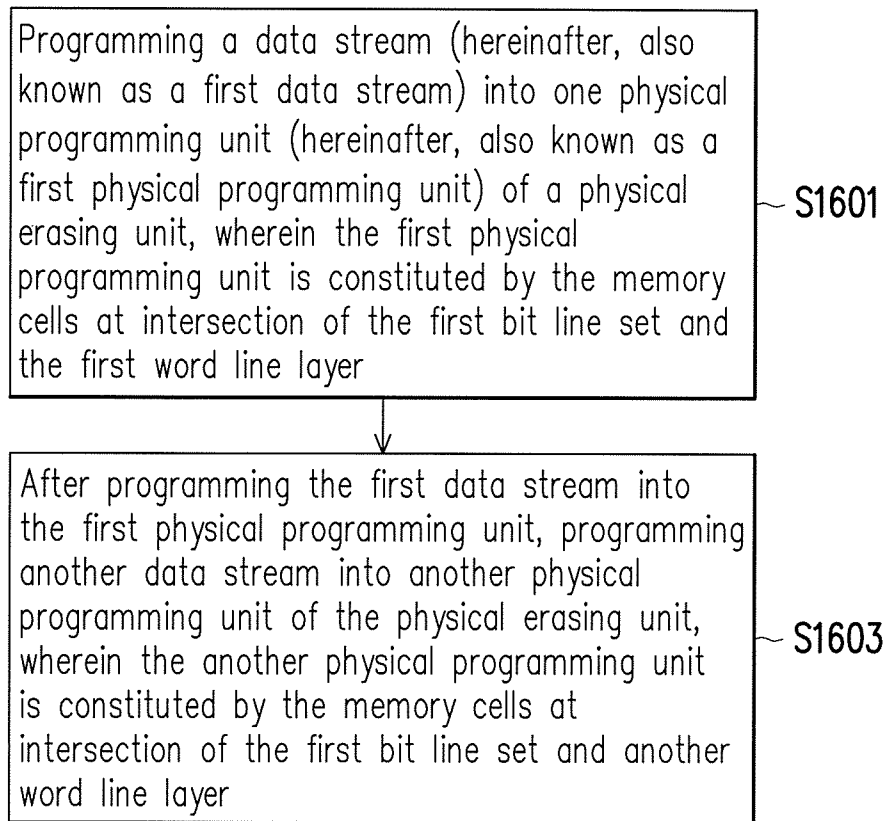 Programming a data stream (hereinafter, also
known as a first data stream) into one physical
programming unit (hereinafter, also known as a
first physical programming unit) of a physical
erasing unit, wherein the first physical
programming unit is constituted by the memory
cells at intersection of the first bit line set and
the first word line layer
S1601
After programming the first data stream into
the first physical programming unit, programming
another data stream into another physical
programming unit of the physical erasing unit,
wherein the another physical programming unit
is constituted by the memory cells at
intersection of the first bit line set and another
word line layer
S1603